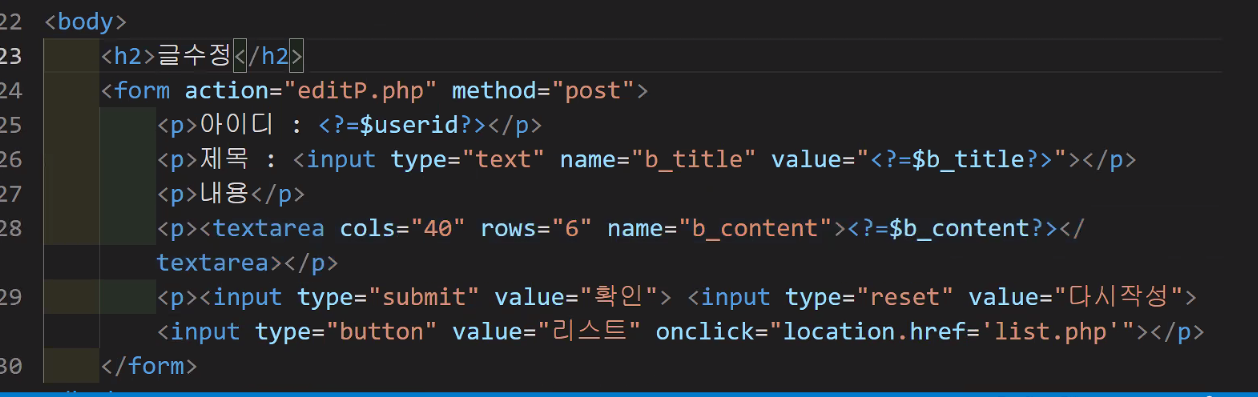 22 <body>
23 <h2>글수정</h2>
24 <form action="editP.php" method="post">
25 <p>아이디 : <?=$userid?></p>
26 <p>제목 : <input type="text" name="b_title" value="<?=$b_title?>"></p>
27 <p>내용</p>
28 <p><textarea cols="40" rows="6" name="b_content"><?=$b_content?></
textarea></p>
29 <p><input type="submit" value="확인"> <input type="reset" value="다시작성">
<input type="button" value="리스트" onclick="location.href='list.php'"></p>
30 </form>